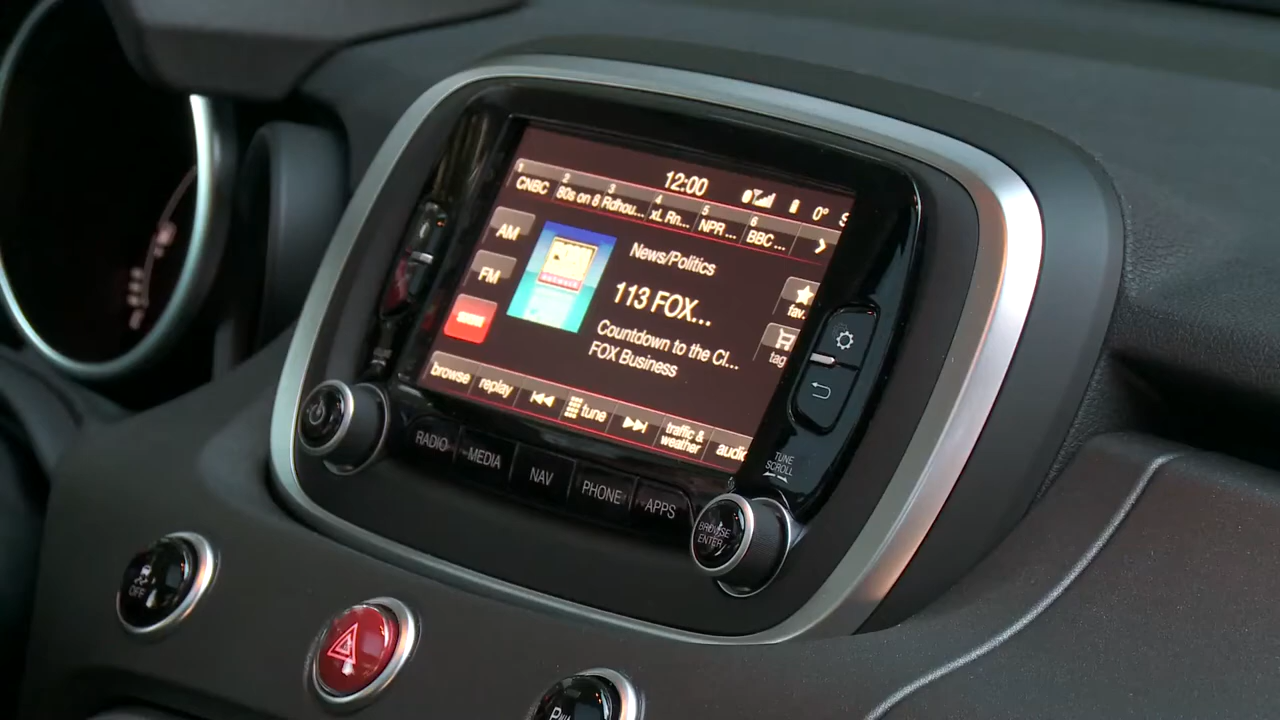 12:00
0° S
1 2 3 4 5 6
CNBC 80s on 8 Rdhou... xL Rn... NPR ... BBC ...
AM
FM
News/Politics
113 FOX...
Countdown to the Cl...
FOX Business
fav.
tag
browse replay tune traffic & weather audio
RADIO MEDIA NAV PHONE APPS
TUNE
SCROLL
BROWSE
ENTER
OFF